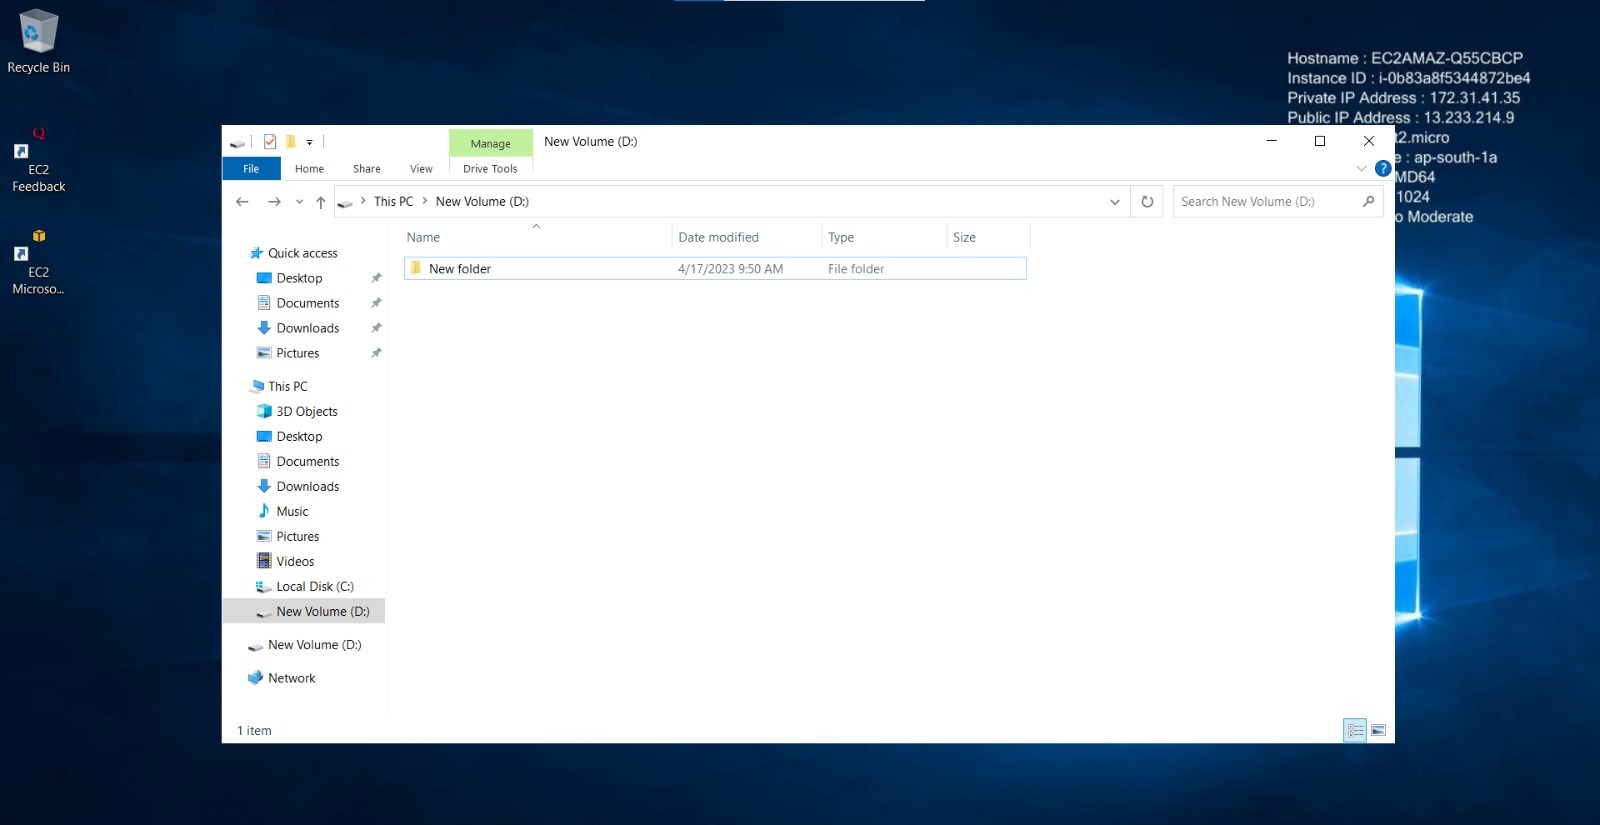 Recycle Bin
Q
EC2
Feedback
EC2
Microso...
Hostname : EC2AMAZ-Q55CBCP
Instance ID : i-0b83a8f5344872be4
Private IP Address : 172.31.41.35
Public IP Address : 13.233.214.9
t2.micro
: ap-south-1a
MD64
1024
o Moderate
Manage
New Volume (D:)
File
Home
Share
View
Drive Tools
?
This PC
New Volume (D:)
Search New Volume (D:)
Name
Date modified
Type
Size
New folder
4/17/2023 9:50 AM
File folder
Quick access
Desktop
Documents
Downloads
Pictures
This PC
3D Objects
Desktop
Documents
Downloads
Music
Pictures
Videos
Local Disk (C:)
New Volume (D:)
New Volume (D:)
Network
1 item